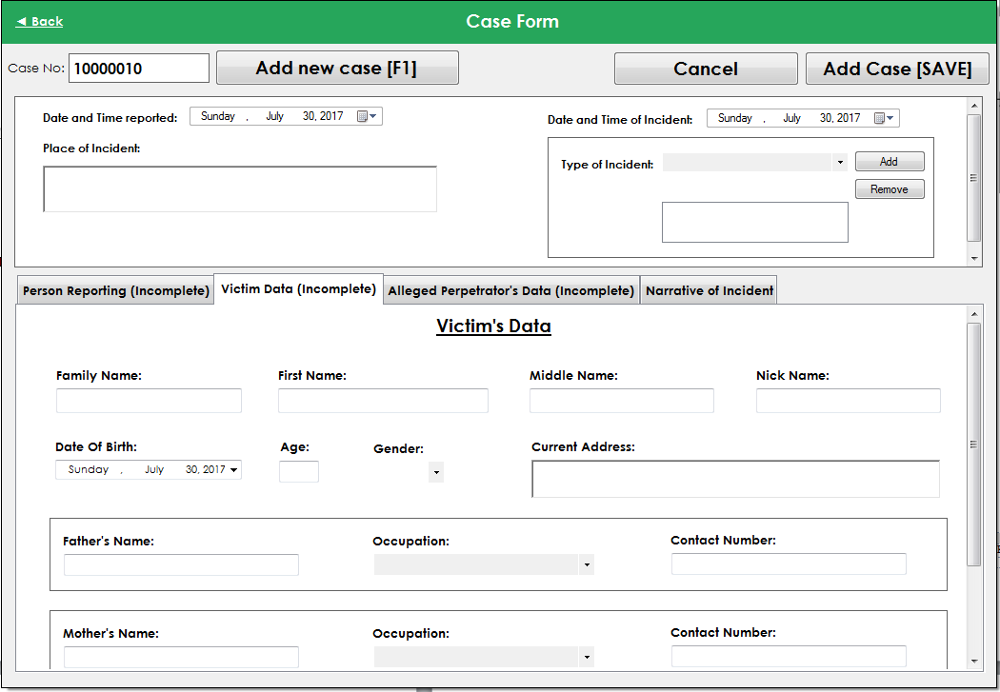 ◄ Back
Case Form
Case No: 10000010 Add new case [F1] Cancel Add Case [SAVE]
Date and Time reported: Sunday , July 30, 2017
Date and Time of Incident: Sunday , July 30, 2017
Place of Incident:
Type of Incident: Add
Remove
Person Reporting (Incomplete) Victim Data (Incomplete) Alleged Perpetrator's Data (Incomplete) Narrative of Incident
Victim's Data
Family Name: First Name: Middle Name: Nick Name:
Date Of Birth: Age: Gender: Current Address:
Sunday , July 30, 2017
Father's Name: Occupation: Contact Number:
Mother's Name: Occupation: Contact Number: